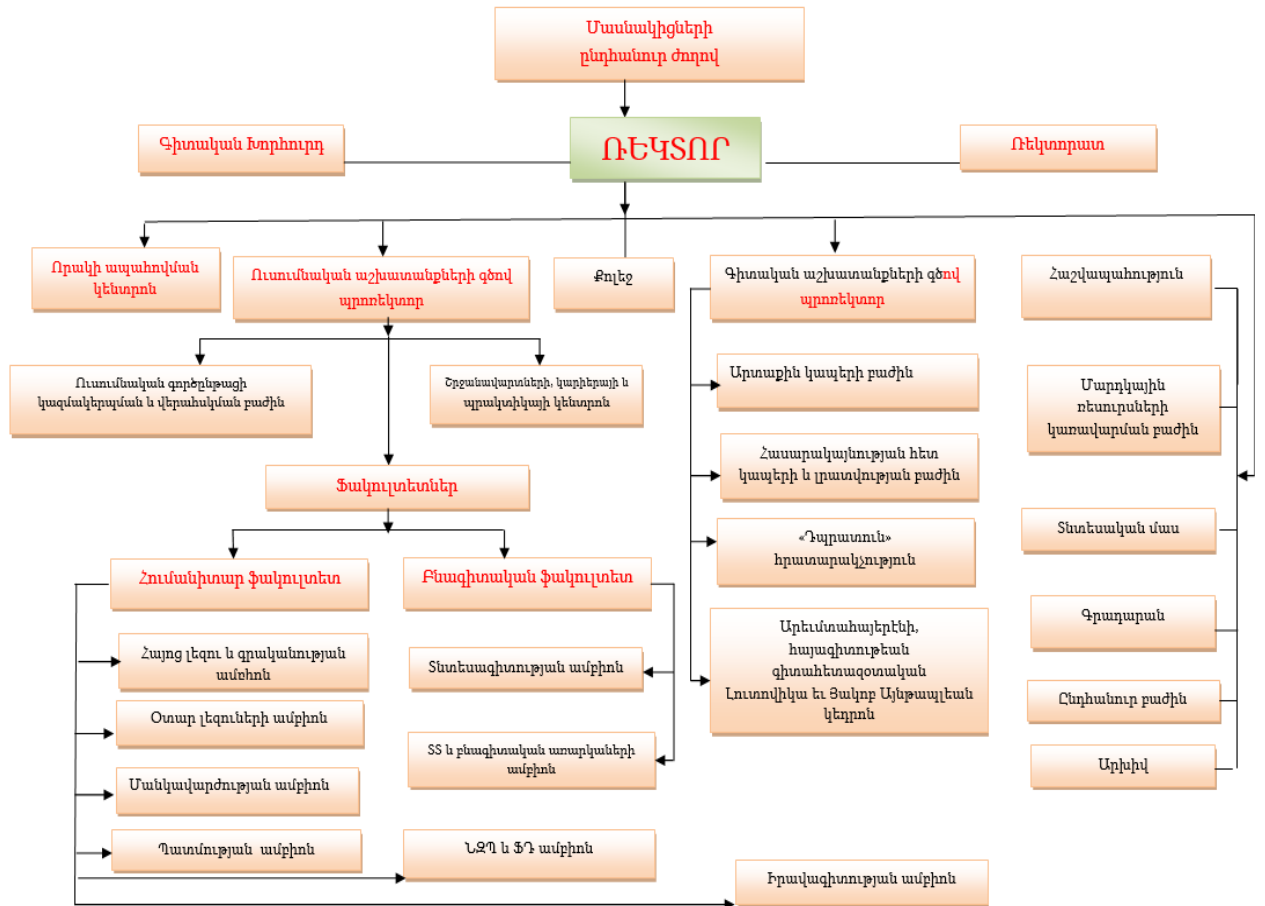 Մասնակիցների
ընդհանուր ժողով
Գիտական Խորհուրդ
ՌԵԿՏՈՐ
Ռեկտորատ
Որակի ապահովման
կենտրոն
Ուսումնական աշխատանքների գծով
պրոռեկտոր
Քոլեջ
Գիտական աշխատանքների գծով
պրոռեկտոր
Հաշվապահություն
Ուսումնական գործընթացի
կազմակերպման և վերահսկման բաժին
Շրջանավարտների, կարիերայի և
պրակտիկայի կենտրոն
Արտաքին կապերի բաժին
Մարդկային
ռեսուրսների
կառավարման բաժին
Հասարակայնության հետ
կապերի և լրատվության բաժին
Ֆակուլտետներ
Տնտեսական մաս
«Դպրատուն»
հրատարակչություն
Հումանիտար ֆակուլտետ
Բնագիտական ֆակուլտետ
Գրադարան
Արեւմտահայերէնի,
հայագիտութեան
գիտահետազօտական
Լուտովիկա եւ Յակոբ Այնթապլեան
կեդրոն
Հայոց լեզու և գրականության
ամբիոն
Տնտեսագիտության ամբիոն
Ընդհանուր բաժին
Օտար լեզուների ամբիոն
ՏՏ և բնագիտական առարկաների
ամբիոն
Արխիվ
Մանկավարժության ամբիոն
Պատմության ամբիոն
ՆԶՊ և ՖԴ ամբիոն
Իրավագիտության ամբիոն